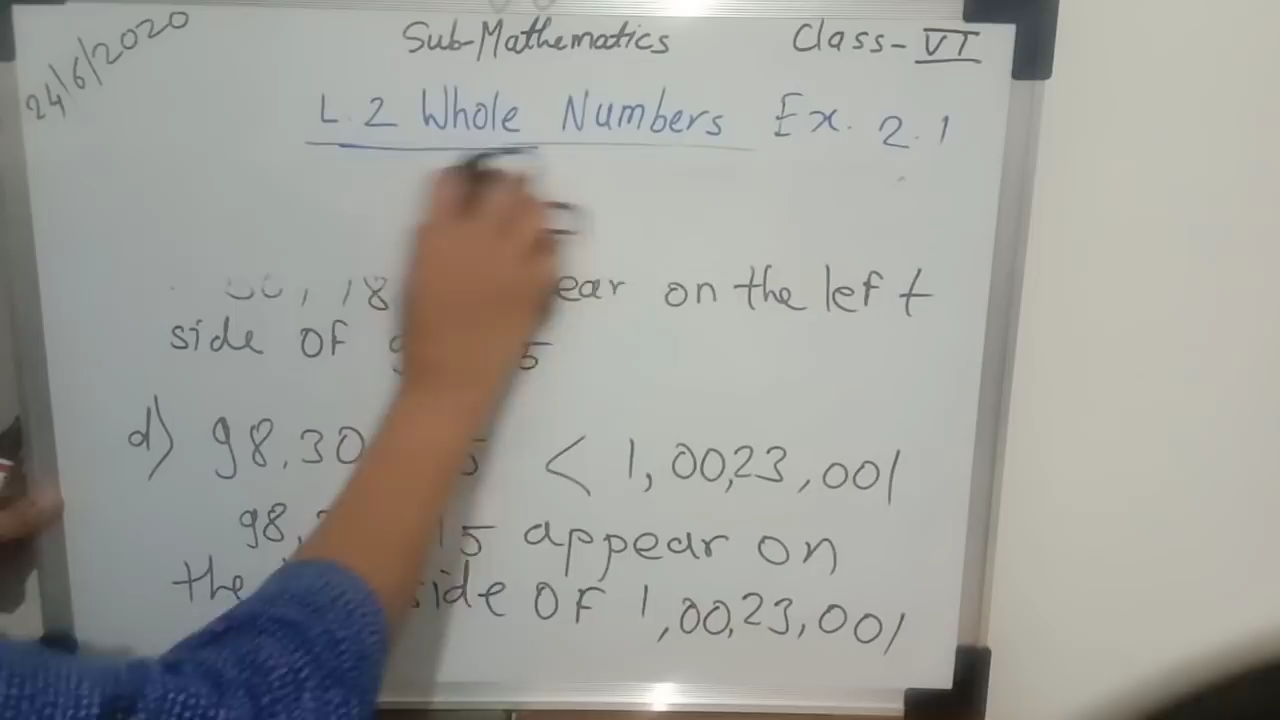 24/6/2020
Sub-Mathematics Class-VI
L.2 Whole Numbers Ex. 2.1
on the left
side of
d) 98,30 < 1,00,23,001
98, 15 appear on
the side of 1,00,23,001